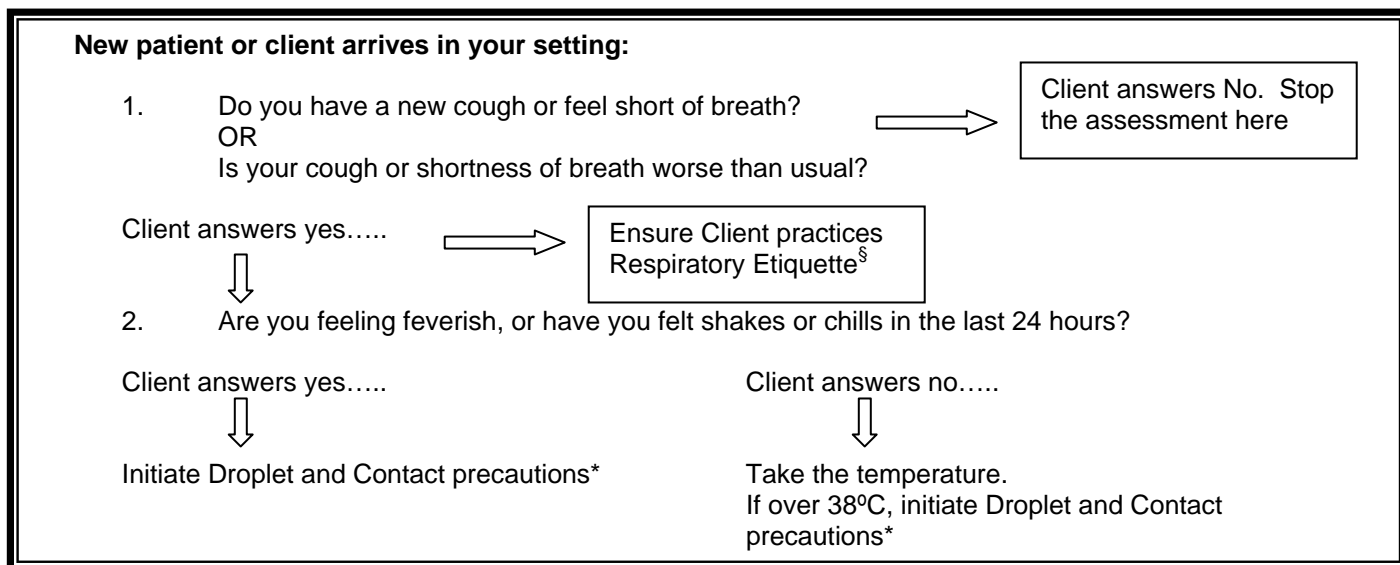 New patient or client arrives in your setting:
1. Do you have a new cough or feel short of breath?
OR
Is your cough or shortness of breath worse than usual?
Client answers No. Stop
the assessment here
Client answers yes…..
Ensure Client practices
Respiratory Etiquette§
2. Are you feeling feverish, or have you felt shakes or chills in the last 24 hours?
Client answers yes…..
Initiate Droplet and Contact precautions*
Client answers no…..
Take the temperature.
If over 38ºC, initiate Droplet and Contact
precautions*